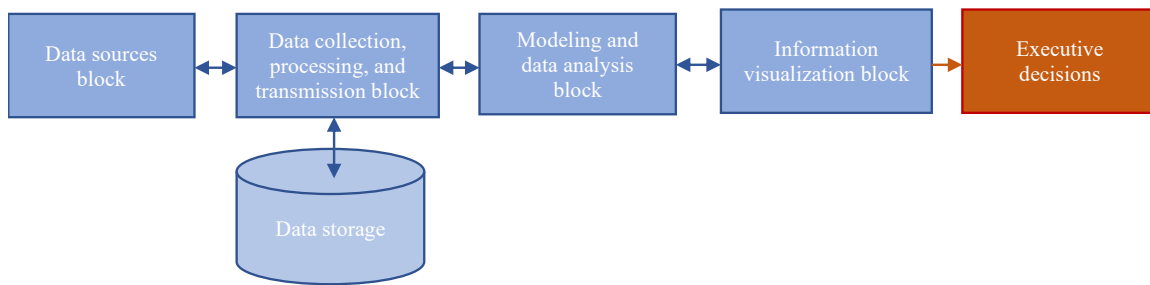 Data sources
block
Data collection,
processing, and
transmission block
Modeling and
data analysis
block
Information
visualization block
Executive
decisions
Data storage